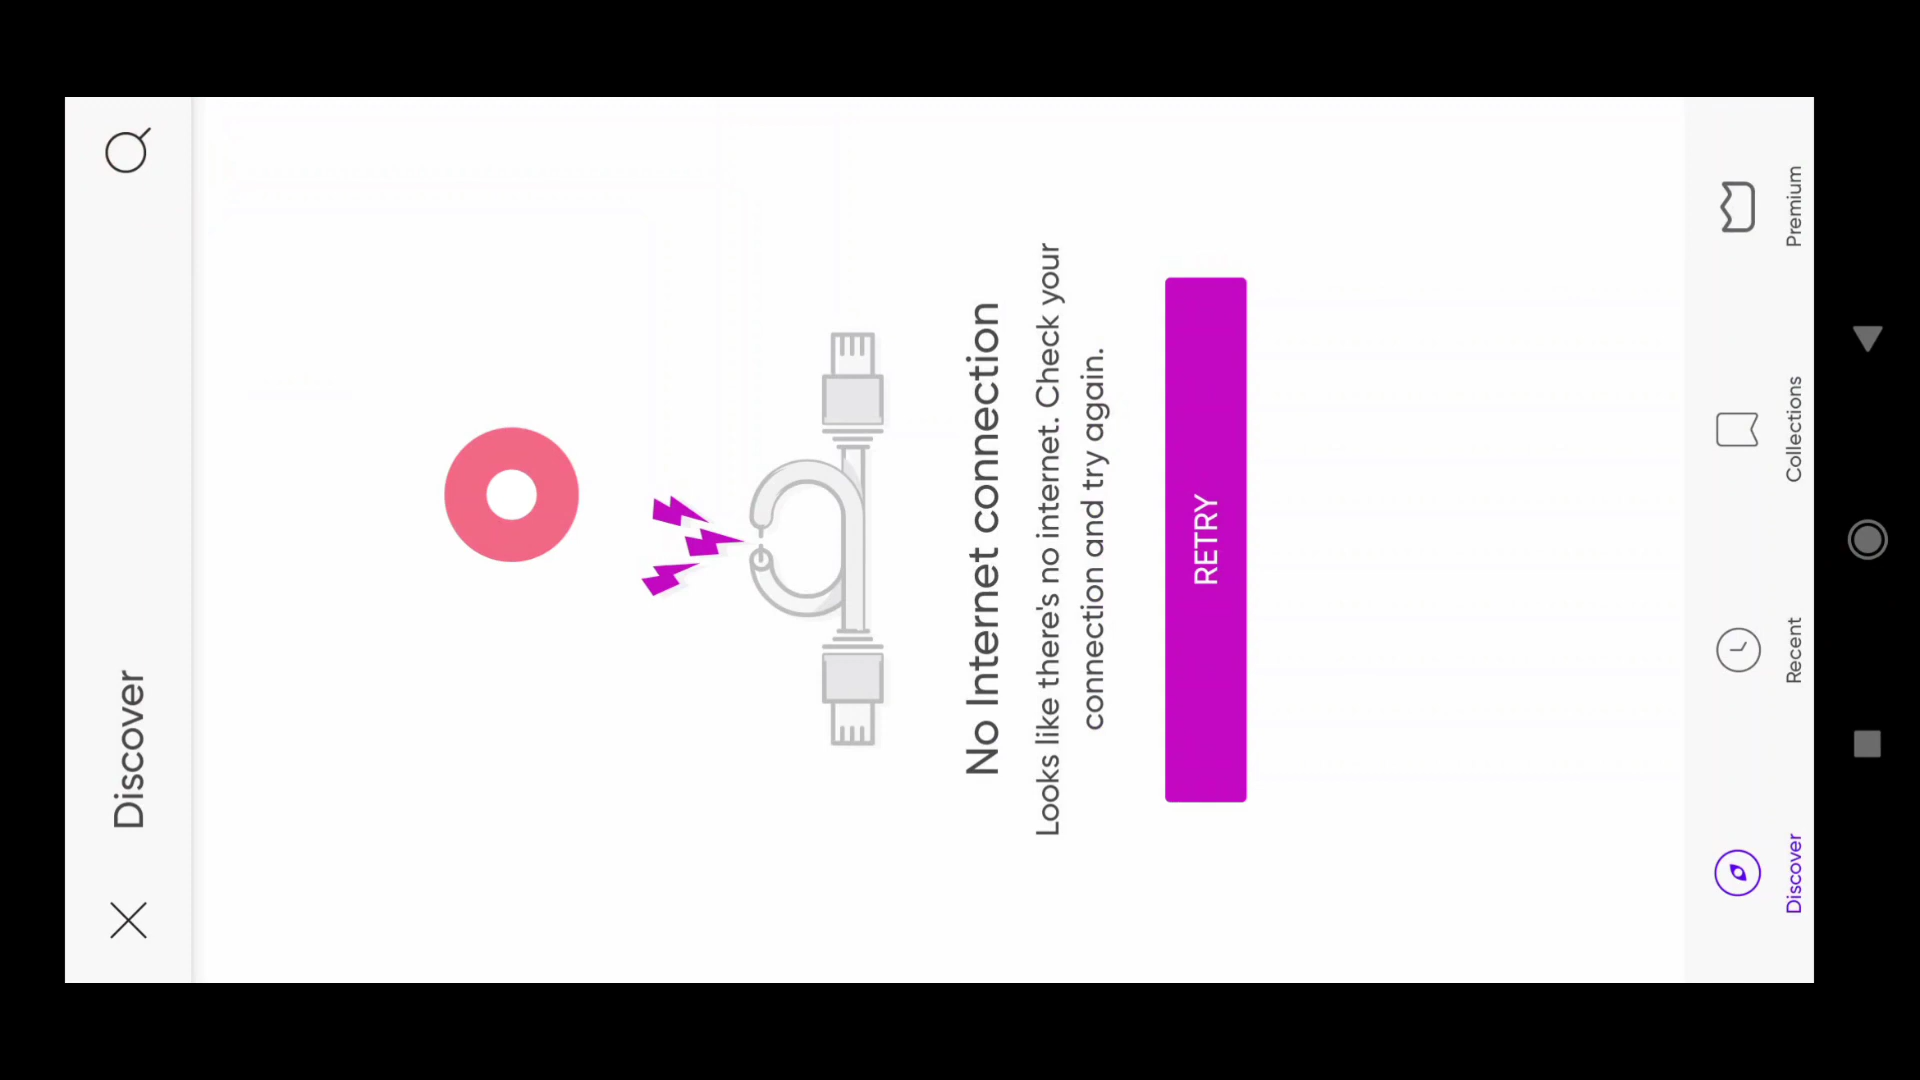 Discover
No Internet connection
Looks like there's no internet. Check your
connection and try again.
RETRY
Discover
Recent
Collections
Premium